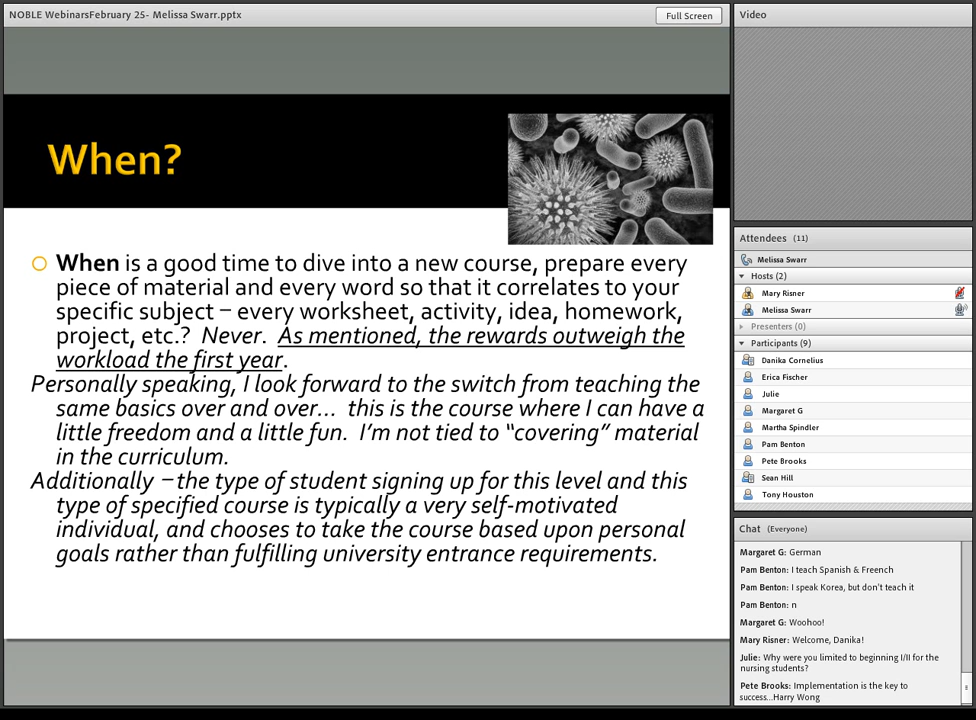 NOBLE WebinarsFebruary 25- Melissa Swarr.pptx
Full Screen
When?
When is a good time to dive into a new course, prepare every
piece of material and every word so that it correlates to your
specific subject – every worksheet, activity, idea, homework,
project, etc.? Never. As mentioned, the rewards outweigh the
workload the first year.
Personally speaking, I look forward to the switch from teaching the
same basics over and over... this is the course where I can have a
little freedom and a little fun. I'm not tied to “covering” material
in the curriculum.
Additionally –the type of student signing up for this level and this
type of specified course is typically a very self-motivated
individual, and chooses to take the course based upon personal
goals rather than fulfilling university entrance requirements.
Video
Attendees (11)
Melissa Swarr
Hosts (2)
Mary Risner
Melissa Swarr
Presenters (0)
Participants (9)
Danika Cornelius
Erica Fischer
Julie
Margaret G
Martha Spindler
Pam Benton
Pete Brooks
Sean Hill
Tony Houston
Chat (Everyone)
Margaret G: German
Pam Benton: I teach Spanish & Freench
Pam Benton: I speak Korea, but don't teach it
Pam Benton: n
Margaret G: Woohoo!
Mary Risner: Welcome, Danika!
Julie: Why were you limited to beginning I/II for the
nursing students?
Pete Brooks: Implementation is the key to
success...Harry Wong